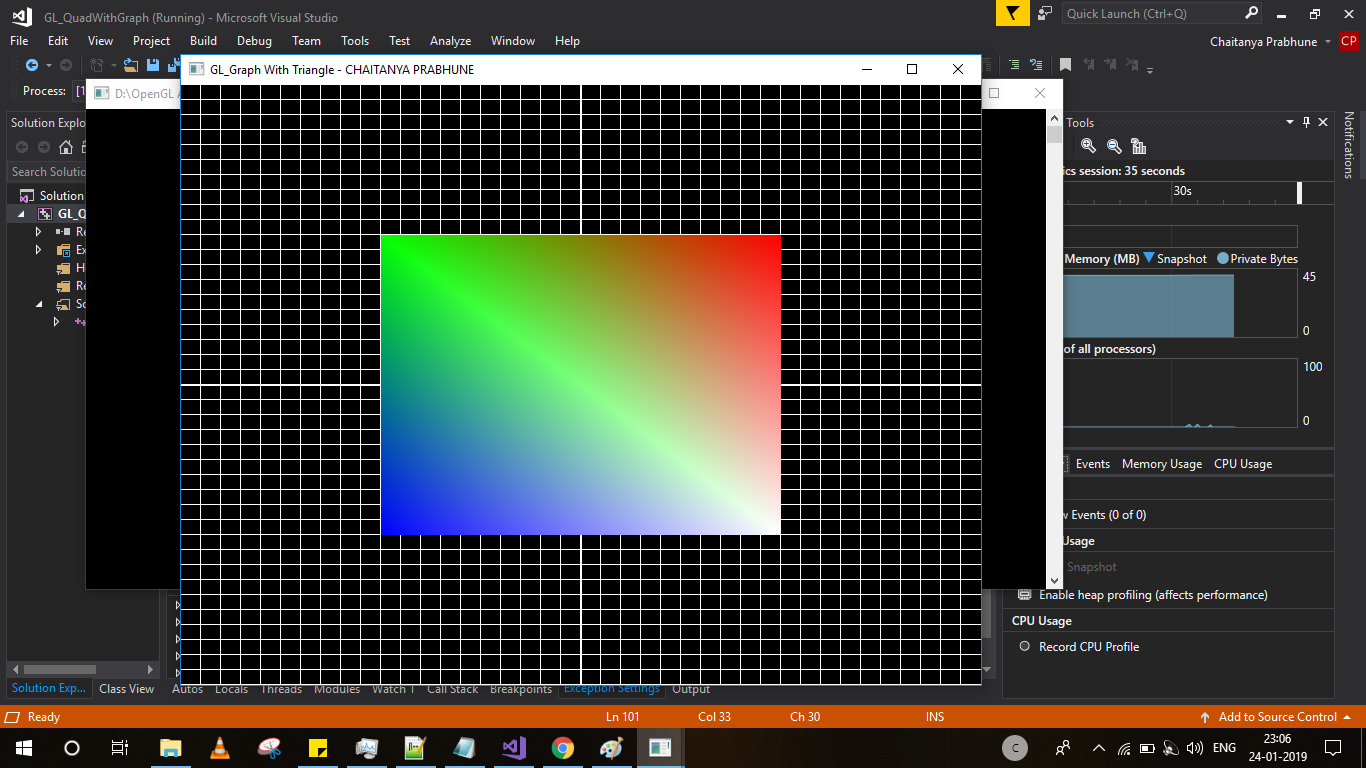 GL_QuadWithGraph (Running) - Microsoft Visual Studio
Quick Launch (Ctrl+Q)
File Edit View Project Build Debug Team Tools Test Analyze Window Help
Chaitanya Prabhune CP
GL_Graph With Triangle - CHAITANYA PRABHUNE
Process:
D:\OpenGL
Solution Explo
Tools
Notifications
Search Solutio
cs session: 35 seconds
Solution
30s
GL_Q
Re
Ex
Memory (MB) Snapshot Private Bytes
H
45
Re
So
0
of all processors)
100
0
Events Memory Usage CPU Usage
w Events (0 of 0)
Usage
Snapshot
Enable heap profiling (affects performance)
CPU Usage
Record CPU Profile
Solution Exp... Class View Autos Locals Threads Modules Watch 1 Call Stack Breakpoints Exception Settings Output
Ready Ln 101 Col 33 Ch 30 INS Add to Source Control
C ENG 23:06
24-01-2019